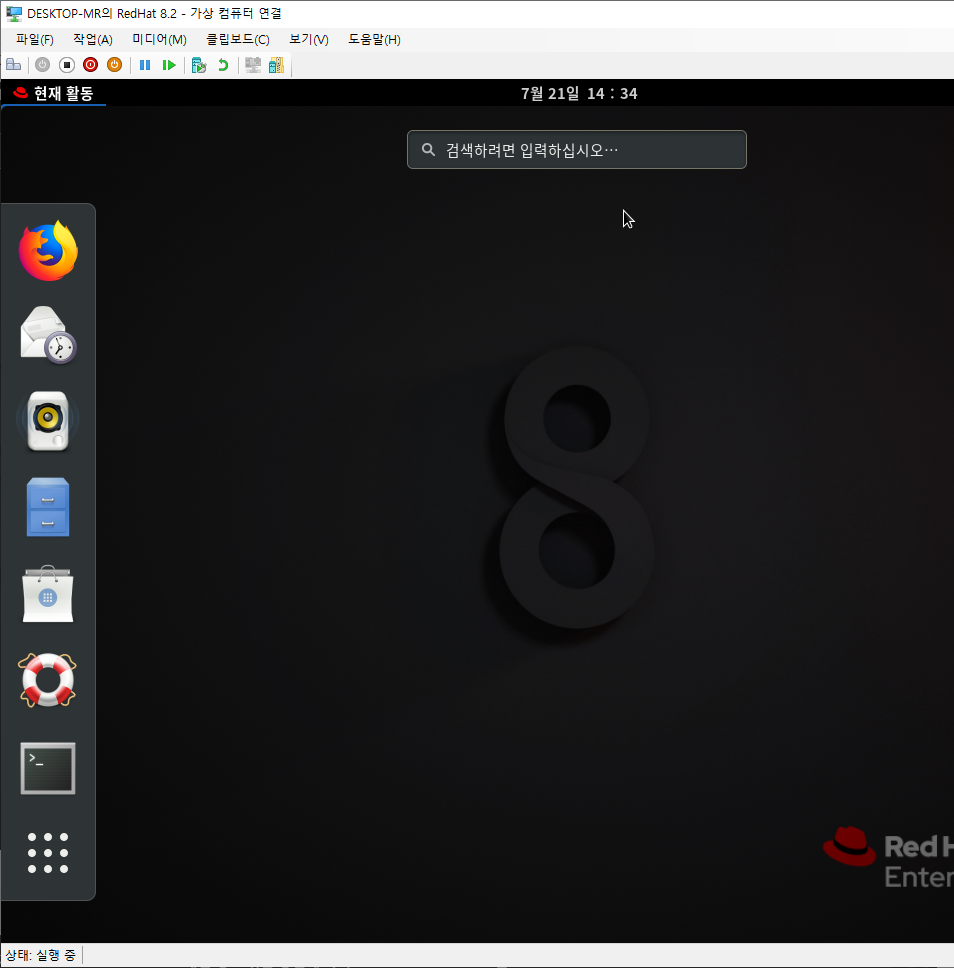 DESKTOP-MR의 RedHat 8.2 - 가상 컴퓨터 연결
파일(F) 작업(A) 미디어(M) 클립보드(C) 보기(V) 도움말(H)
현재 활동 7월 21일 14 : 34
검색하려면 입력하십시오…
>_
8
Red H
Enter
상태: 실행 중